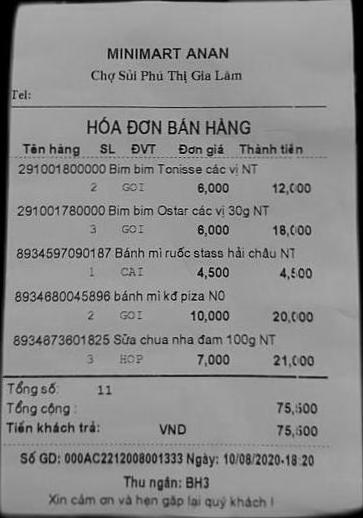 MINIMART ANAN
Chợ Sủi Phú Thị Gia Lâm
Tel:
HÓA ĐƠN BÁN HÀNG
Tên hàng SL ĐVT Đơn giá Thành tiền
291001800000 Bim bim Tonisse các vị NT
2 GOI 6,000 12,000
291001780000 Bim bim Ostar các vị 30g NT
3 GOI 6,000 18,000
8934597090187 Bánh mì ruốc stass hải châu NT
1 CAI 4,500 4,500
8934680045896 bánh mì kđ piza N0
2 GOI 10,000 20,000
8934673601825 Sữa chua nha đam 100g NT
3 HOP 7,000 21,000
Tổng số: 11
Tổng cộng : 75,500
Tiền khách trả: VND 75,500
Số GD: 000AC2212008001333 Ngày: 10/08/2020-18:20
Thu ngân: BH3
Xin cảm ơn và hẹn gặp lại quý khách !